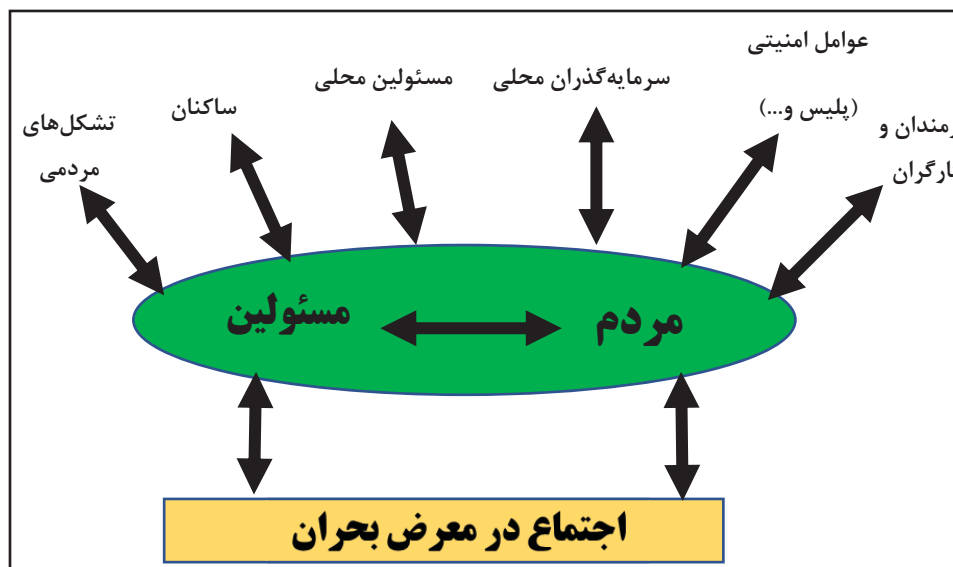 عوامل امنیتی
(پلیس و...)
سرمایه‌گذران محلی
مسئولین محلی
ساکنان
تشکل‌های
مردمی
و
مردم
مسئولین
اجتماع در معرض بحران